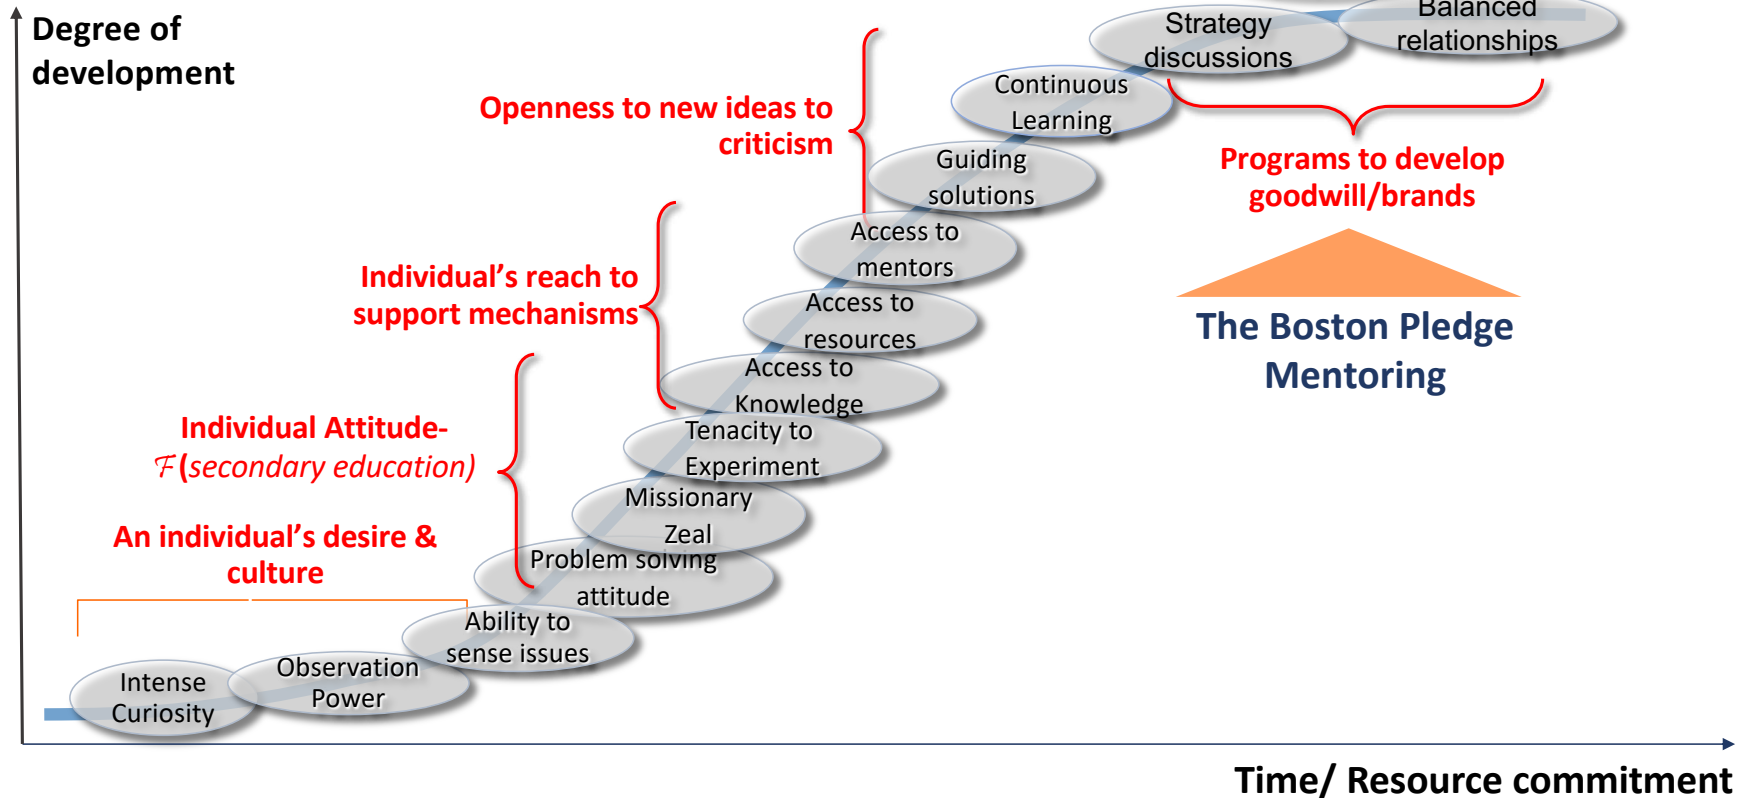 Degree of
development
Balanced
relationships
Strategy
discussions
Continuous
Learning
Openness to new ideas to
criticism
Guiding
solutions
Programs to develop
goodwill/brands
Access to
mentors
Individual’s reach to
support mechanisms
Access to
resources
The Boston Pledge
Mentoring
Access to
Knowledge
Individual Attitude-
ℱ(secondary education)
Tenacity to
Experiment
Missionary
Zeal
An individual’s desire &
culture
Problem solving
attitude
Ability to
sense issues
Observation
Power
Intense
Curiosity
Time/ Resource commitment